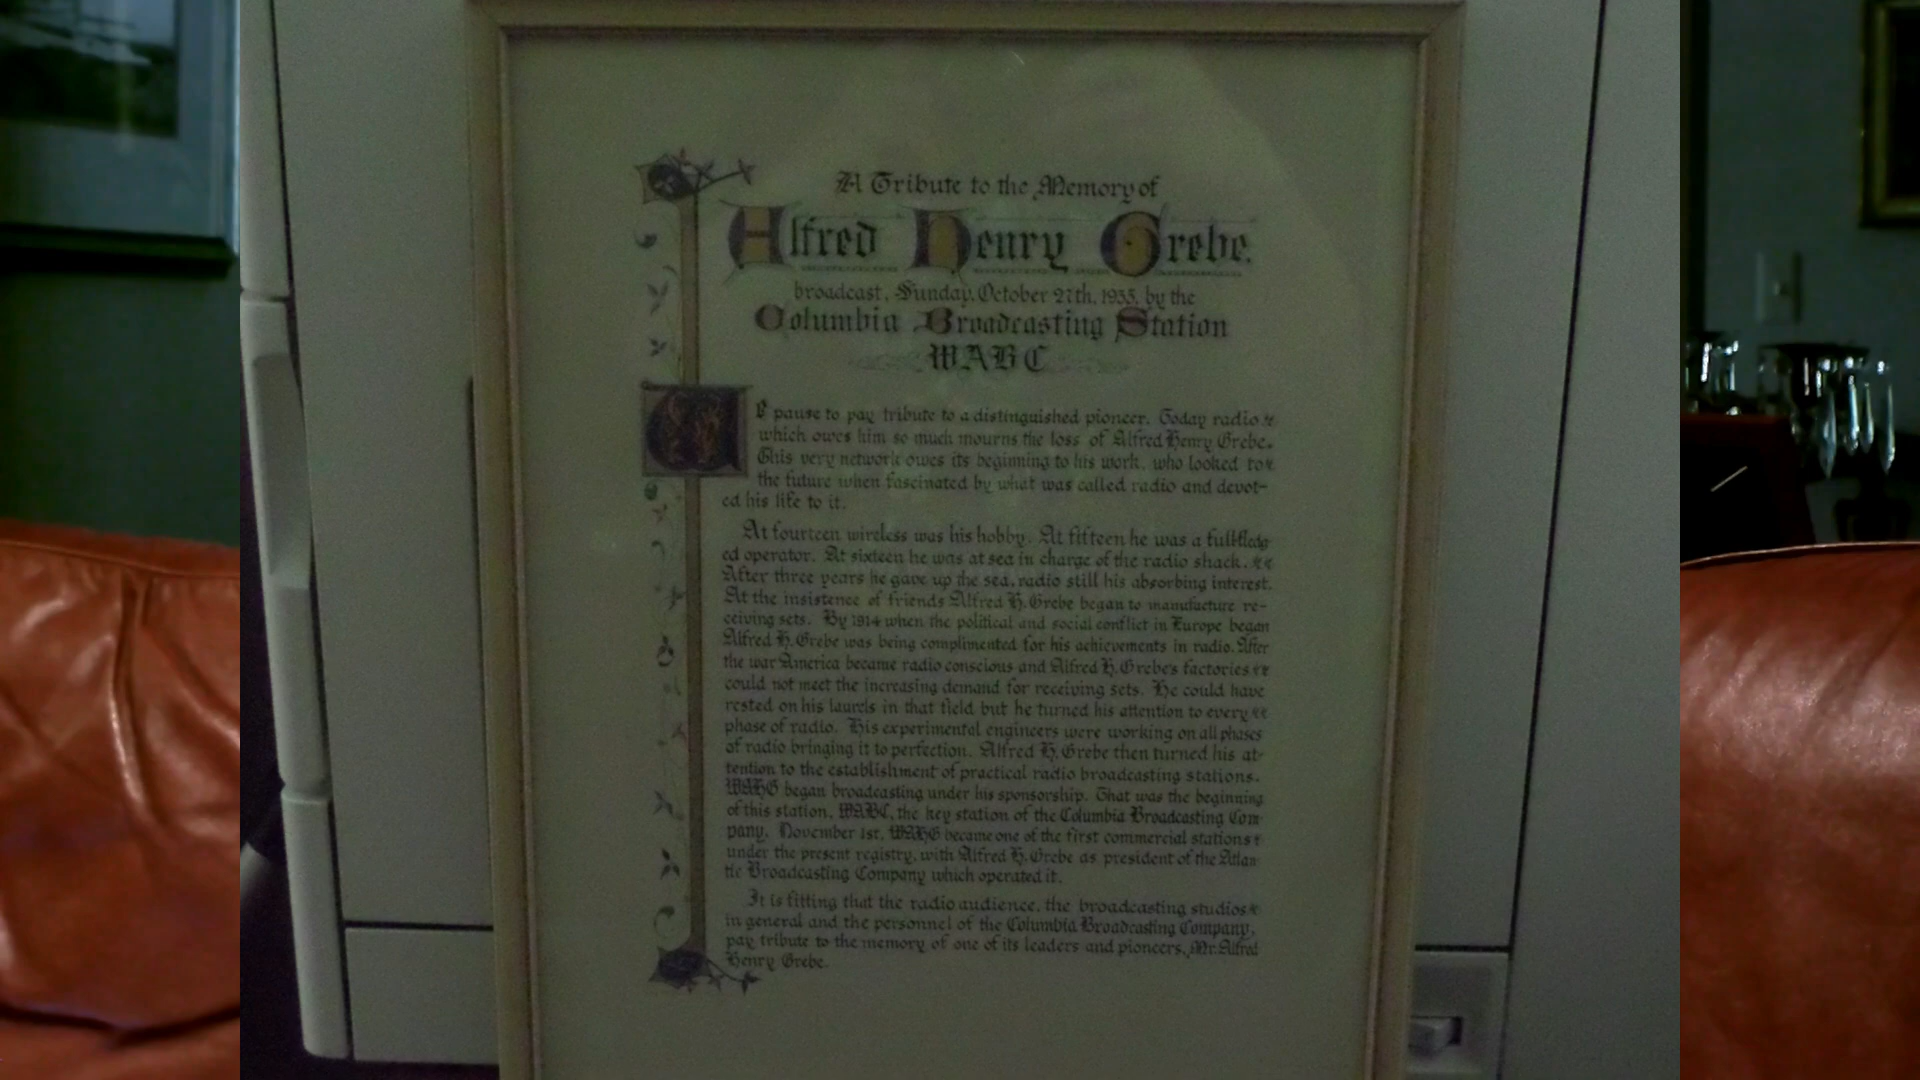 A Tribute to the Memory of
Alfred Henry Grebe,
broadcast, Sunday, October 27th, 1935, by the
Columbia Broadcasting Station
WABC
We pause to pay tribute to a distinguished pioneer. Today radio
which owes him so much mourns the loss of Alfred Henry Grebe.
This very network owes its beginning to his work, who looked to
the future when fascinated by what was called radio and devot-
ed his life to it.
At fourteen wireless was his hobby. At fifteen he was a full-fledg
ed operator. At sixteen he was at sea in charge of the radio shack.
After three years he gave up the sea, radio still his absorbing interest.
At the insistence of friends Alfred H. Grebe began to manufacture re-
ceiving sets. By 1914 when the political and social conflict in Europe began
Alfred H. Grebe was being complimented for his achievements in radio. After
the war America became radio conscious and Alfred H. Grebe's factories
could not meet the increasing demand for receiving sets. He could have
rested on his laurels in that field but he turned his attention to every
phase of radio. His experimental engineers were working on all phases
of radio bringing it to perfection. Alfred H. Grebe then turned his at-
tention to the establishment of practical radio broadcasting stations.
WAHG began broadcasting under his sponsorship. That was the beginning
of this station, WABC, the key station of the Columbia Broadcasting Com-
pany. November 1st, WAHG became one of the first commercial stations
under the present registry, with Alfred H. Grebe as president of the Atlan-
tic Broadcasting Company which operated it.
It is fitting that the radio audience, the broadcasting studios
in general and the personnel of the Columbia Broadcasting Company,
pay tribute to the memory of one of its leaders and pioneers, Mr. Alfred
Henry Grebe.